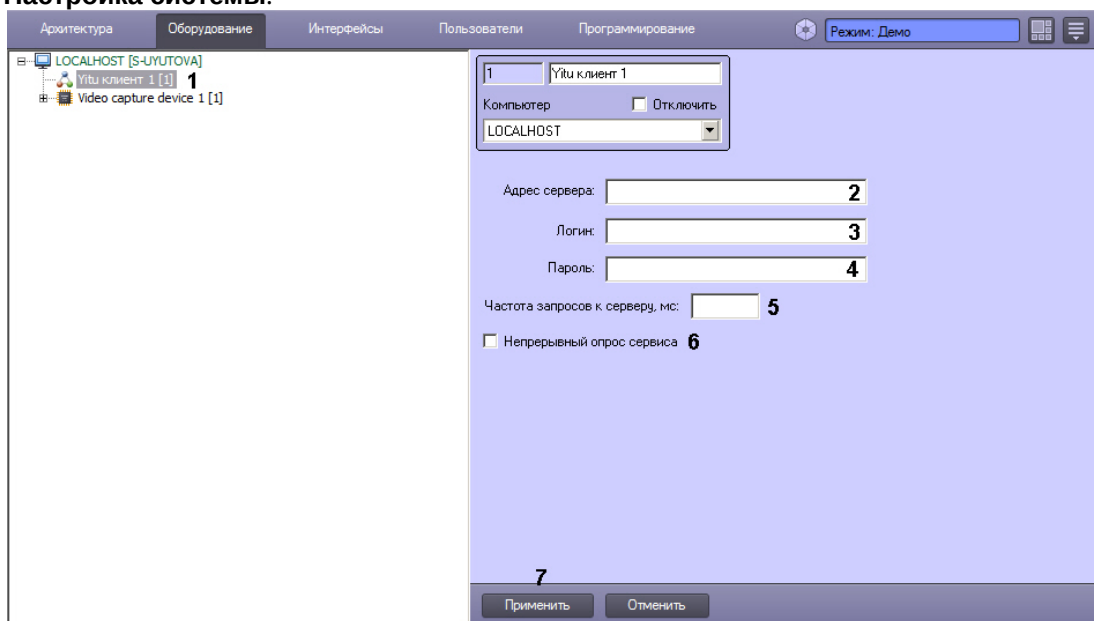 Настройка системы.
Архитектура Оборудование Интерфейсы Пользователи Программирование Режим: Демо
LOCALHOST [S-UYUTOVA]
Yitu клиент 1 [1] 1
Video capture device 1 [1]
1 Yitu клиент 1
Компьютер Отключить
LOCALHOST
Адрес сервера: 2
Логин: 3
Пароль: 4
Частота запросов к серверу, мс: 5
Непрерывный опрос сервиса 6
7
Применить Отменить